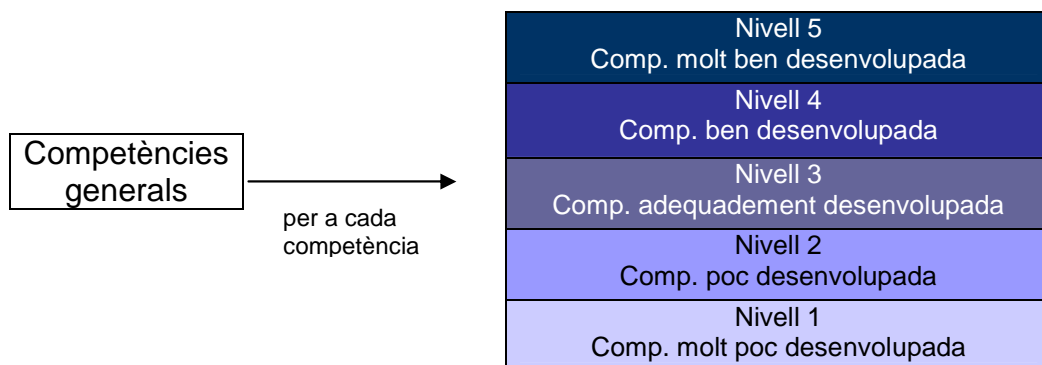 Competències
generals
per a cada
competència
Nivell 5
Comp. molt ben desenvolupada
Nivell 4
Comp. ben desenvolupada
Nivell 3
Comp. adequadement desenvolupada
Nivell 2
Comp. poc desenvolupada
Nivell 1
Comp. molt poc desenvolupada